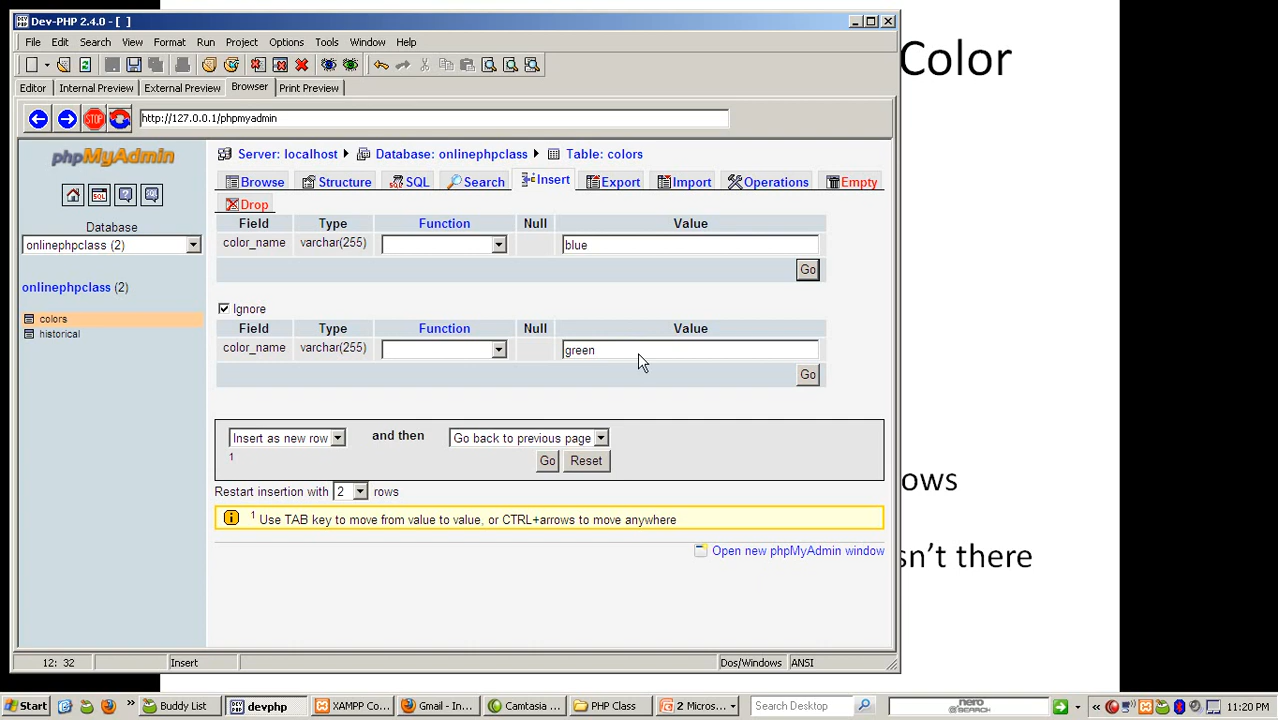 Dev-PHP 2.4.0 - [ ]
File Edit Search View Format Run Project Options Tools Window Help
Editor Internal Preview External Preview Browser Print Preview
http://127.0.0.1/phpmyadmin
phpMyAdmin
Database
onlinephpclass (2)
onlinephpclass (2)
colors
historical
Server: localhost Database: onlinephpclass Table: colors
Browse Structure SQL Search Insert Export Import Operations Empty
Drop
Field Type Function Null Value
color_name varchar(255) blue
Go
Ignore
Field Type Function Null Value
color_name varchar(255) green
Go
Insert as new row and then Go back to previous page
1
Go Reset
Restart insertion with 2 rows
1 Use TAB key to move from value to value, or CTRL+arrows to move anywhere
Open new phpMyAdmin window
12: 32 Insert Dos/Windows ANSI
Color
ows
sn't there
Start Buddy List devphp XAMPP Co... Gmail - ... Camtasia ... PHP Class 2 Micros... Search Desktop nero SEARCH 11:20 PM